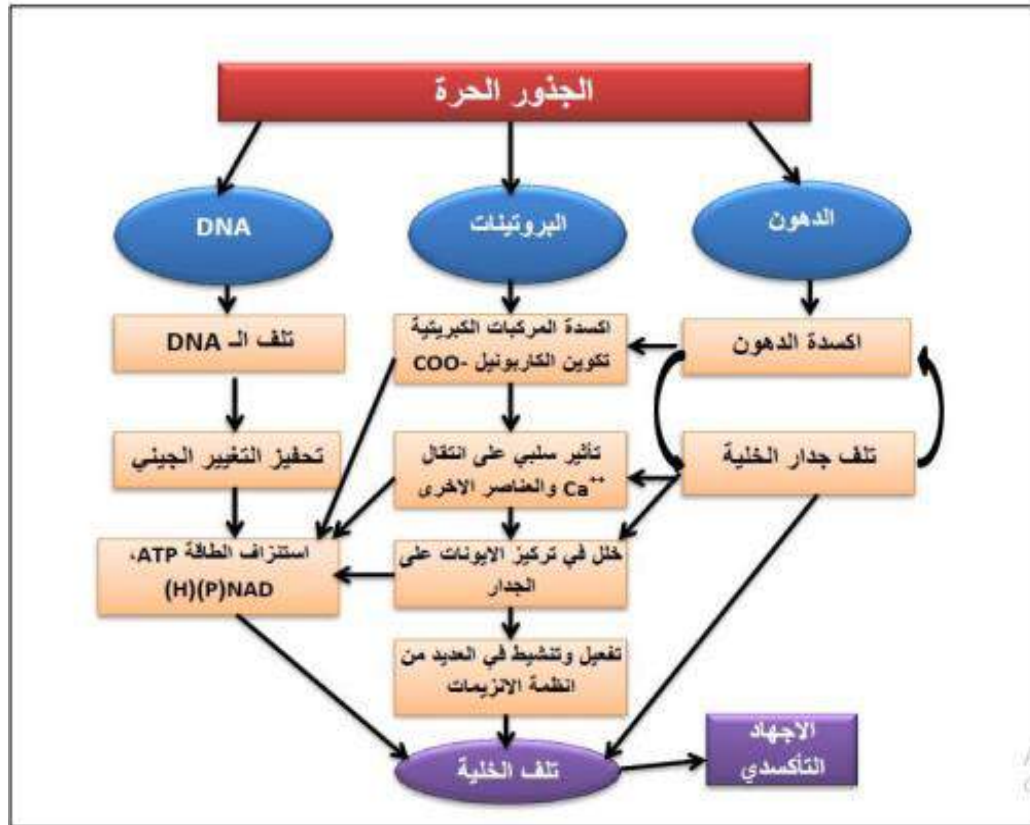 الجذور الحرة
الدهون
البروتينات
DNA
اكسدة الدهون
اكسدة المركبات الكبريتية
تكوين الكاربونيل -COO
تلف الـ DNA
تلف جدار الخلية
تأثير سلبي على انتقال
Ca⁺⁺ والعناصر الاخرى
تحفيز التغيير الجيني
خلل في تركيز الايونات على
الجدار
استنزاف الطاقة ATP،
(H)(P)NAD
تفعيل وتنشيط في العديد من
انظمة الانزيمات
تلف الخلية
الاجهاد
التأكسدي